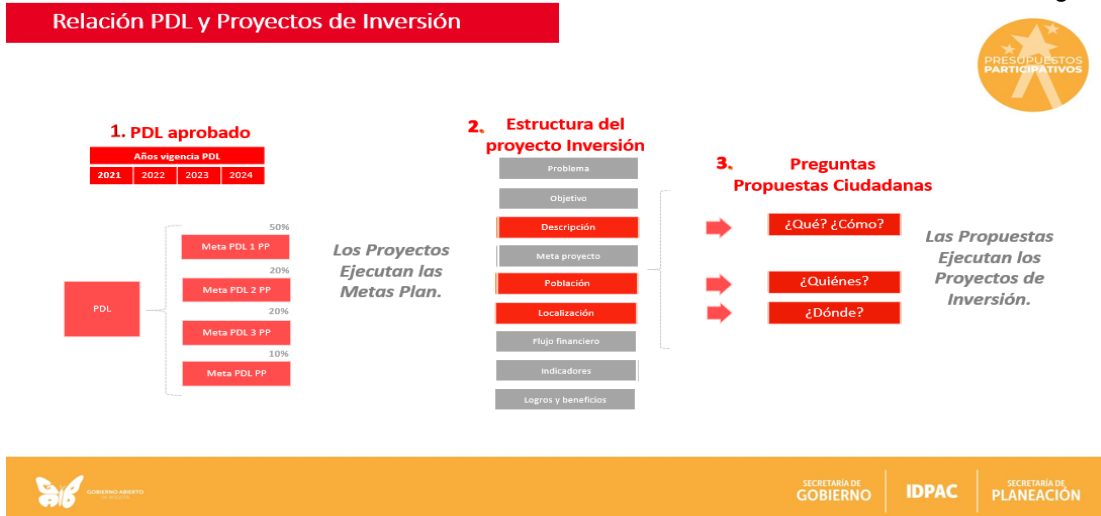 Relación PDL y Proyectos de Inversión
PRESUPUESTOS
PARTICIPATIVOS
1. PDL aprobado
Años vigencia PDL
2021 2022 2023 2024
PDL
50%
Meta PDL 1 PP
20%
Meta PDL 2 PP
20%
Meta PDL 3 PP
10%
Meta PDL PP
Los Proyectos
Ejecutan las
Metas Plan.
2. Estructura del
proyecto Inversión
Problema
Objetivo
Descripción
Meta proyecto
Población
Localización
Flujo financiero
Indicadores
Logros y beneficios
3. Preguntas
Propuestas Ciudadanas
¿Qué? ¿Cómo?
¿Quiénes?
¿Dónde?
Las Propuestas
Ejecutan los
Proyectos de
Inversión.
GOBIERNO ABIERTO
DE BOGOTÁ
SECRETARÍA DE
GOBIERNO
IDPAC
SECRETARÍA DE
PLANEACIÓN